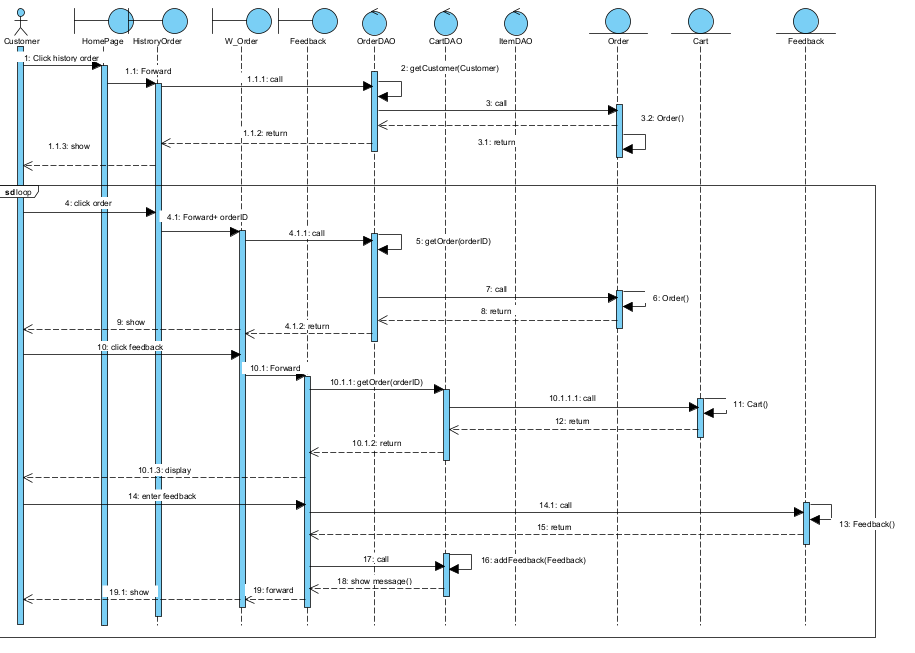 Customer
HomePage
HistroryOrder
W_Order
Feedback
OrderDAO
CartDAO
ItemDAO
Order
Cart
Feedback
1: Click history order
1.1: Forward
1.1.1: call
2: getCustomer(Customer)
3: call
3.2: Order()
1.1.2: return
3.1: return
1.1.3: show
sd loop
4: click order
4.1: Forward+ orderID
4.1.1: call
5: getOrder(orderID)
7: call
6: Order()
8: return
9: show
4.1.2: return
10: click feedback
10.1: Forward
10.1.1: getOrder(orderID)
10.1.1.1: call
11: Cart()
12: return
10.1.2: return
10.1.3: display
14: enter feedback
14.1: call
13: Feedback()
15: return
17: call
16: addFeedback(Feedback)
18: show message()
19: forward
19.1: show